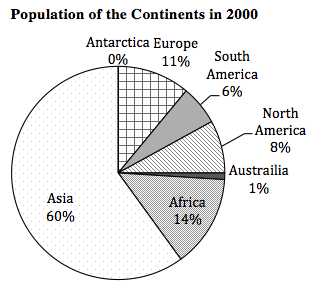 Population of the Continents in 2000
Antarctica
0%
Europe
11%
South
America
6%
North
America
8%
Austrailia
1%
Africa
14%
Asia
60%